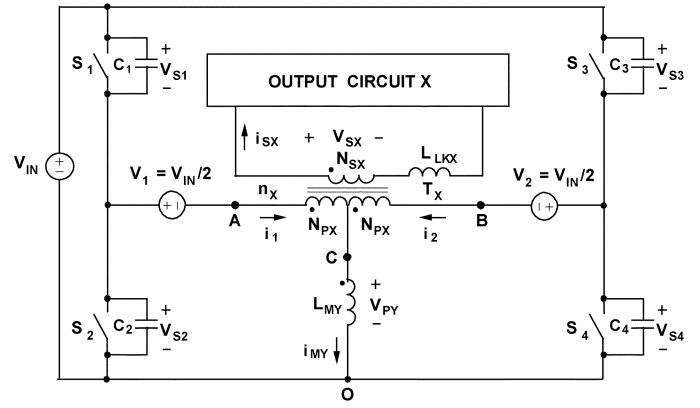 S1 C1 + VS1 −
OUTPUT CIRCUIT X
S3 C3 + VS3 −
iSX + VSX −
NSX LLKX
VIN + −
V1 = VIN/2
+ −
nX TX
V2 = VIN/2
− +
A i1 NPX NPX i2 B
C
S2 C2 + VS2 −
LMY + VPY −
S4 C4 + VS4 −
iMY
O